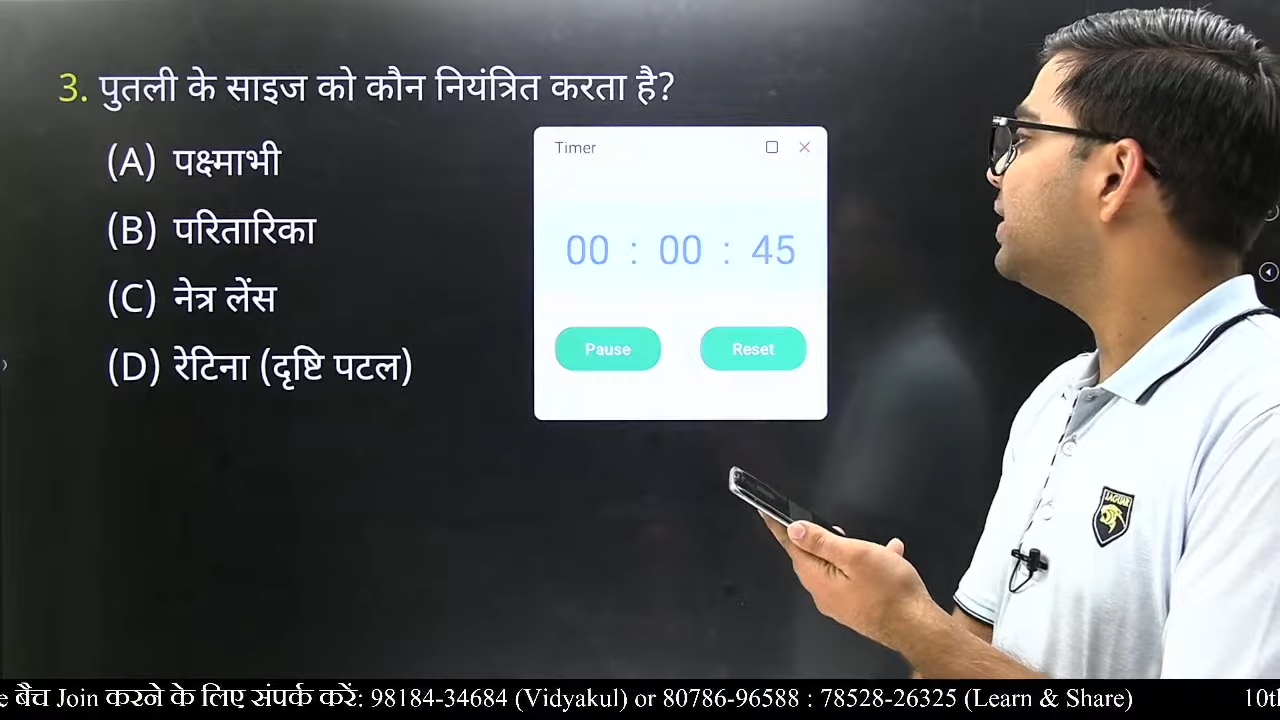 3. पुतली के साइज को कौन नियंत्रित करता है?
(A) पक्ष्माभी
(B) परितारिका
(C) नेत्र लेंस
(D) रेटिना (दृष्टि पटल)
Timer
00 : 00 : 45
Pause Reset
LAGUAR
e बैच Join करने के लिए संपर्क करें: 98184-34684 (Vidyakul) or 80786-96588 : 78528-26325 (Learn & Share) 10th